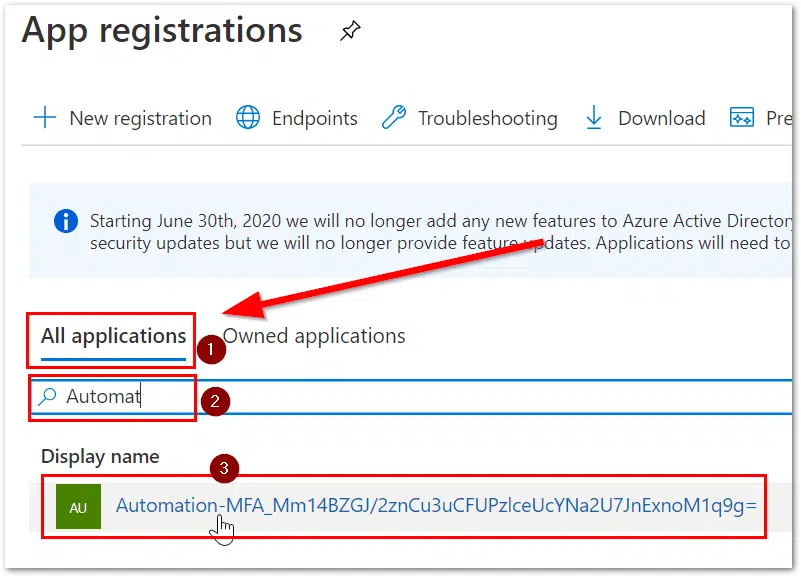 App registrations
New registration Endpoints Troubleshooting Download Pre
Starting June 30th, 2020 we will no longer add any new features to Azure Active Directory
security updates but we will no longer provide feature updates. Applications will need to
All applications 1 Owned applications
Automat 2
Display name
3
AU Automation-MFA_Mm14BZGJ/2znCu3uCFUPzlceUcYNa2U7JnExnoM1q9g=